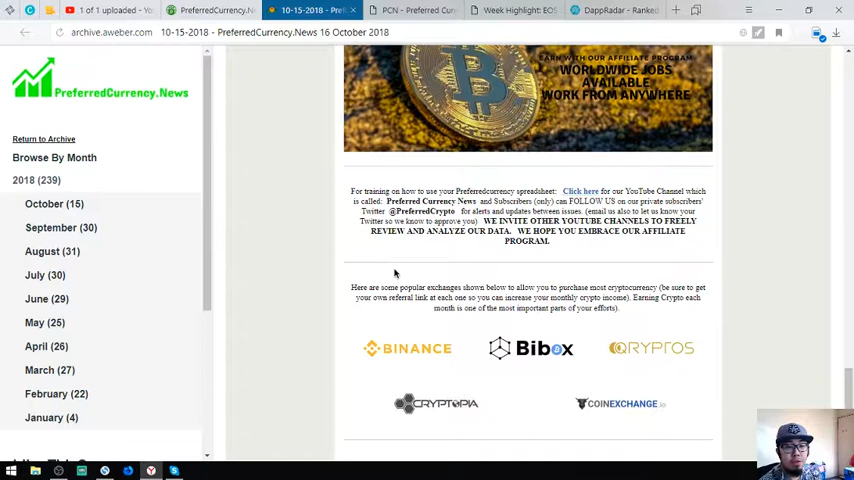 1 of 1 uploaded - Yo
PreferredCurrency.N
10-15-2018 - Pref
PCN - Preferred Curr
Week Highlight: EOS
DappRadar - Ranked
archive.aweber.com 10-15-2018 - PreferredCurrency.News 16 October 2018
PreferredCurrency.News
Return to Archive
Browse By Month
2018 (239)
October (15)
September (30)
August (31)
July (30)
June (29)
May (25)
April (26)
March (27)
February (22)
January (4)
EARN WITH OUR AFFILIATE PROGRAM
WORLDWIDE JOBS
AVAILABLE
WORK FROM ANYWHERE
For training on how to use your Preferredcurrency spreadsheet: Click here for our YouTube Channel which
is called: Preferred Currency News and Subscribers (only) can FOLLOW US on our private subscribers'
Twitter @PreferredCrypto for alerts and updates between issues. (email us also to let us know your
Twitter so we know to approve you) WE INVITE OTHER YOUTUBE CHANNELS TO FREELY
REVIEW AND ANALYZE OUR DATA. WE HOPE YOU EMBRACE OUR AFFILIATE
PROGRAM.
Here are some popular exchanges shown below to allow you to purchase most cryptocurrency (be sure to get
your own referral link at each one so you can increase your monthly crypto income). Earning Crypto each
month is one of the most important parts of your efforts).
BINANCE
Bibox
QRYPTOS
CRYPTOPIA
COINEXCHANGE.io